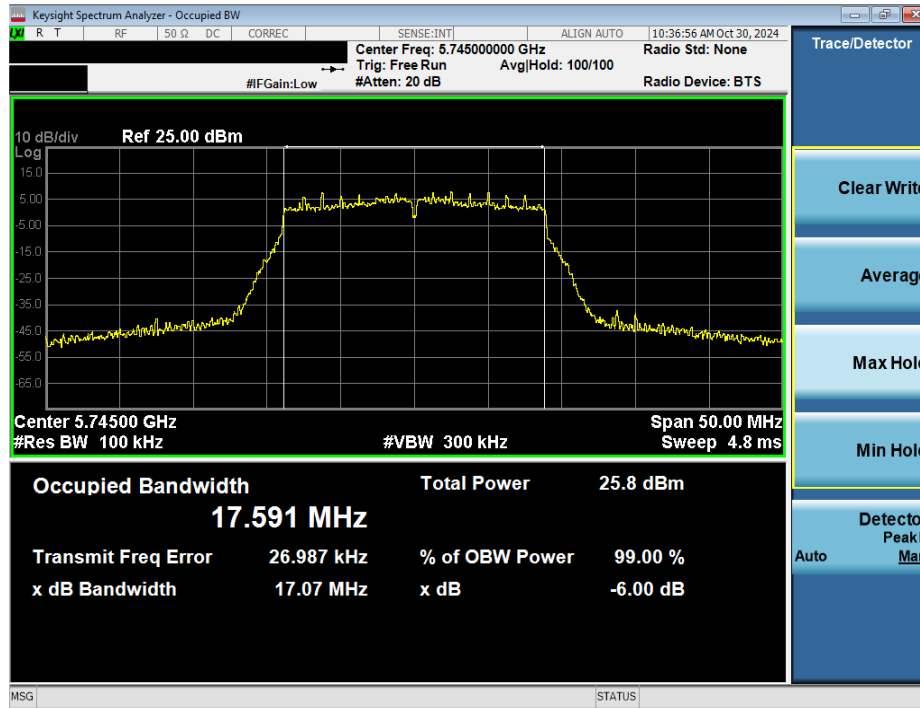 Keysight Spectrum Analyzer - Occupied BW
LXI R T RF 50 Ω DC CORREC SENSE:INT ALIGN AUTO 10:36:56 AM Oct 30, 2024
Center Freq: 5.745000000 GHz Radio Std: None
Trig: Free Run Avg|Hold: 100/100
#IFGain:Low #Atten: 20 dB Radio Device: BTS
Trace/Detector
10 dB/div Ref 25.00 dBm
Log
15.0
5.00
-5.00
-15.0
-25.0
-35.0
-45.0
-55.0
-65.0
Center 5.74500 GHz Span 50.00 MHz
#Res BW 100 kHz #VBW 300 kHz Sweep 4.8 ms
Occupied Bandwidth Total Power 25.8 dBm
17.591 MHz
Transmit Freq Error 26.987 kHz % of OBW Power 99.00 %
x dB Bandwidth 17.07 MHz x dB -6.00 dB
Clear Write
Average
Max Hold
Min Hold
Detector
Peak
Auto Man
MSG STATUS